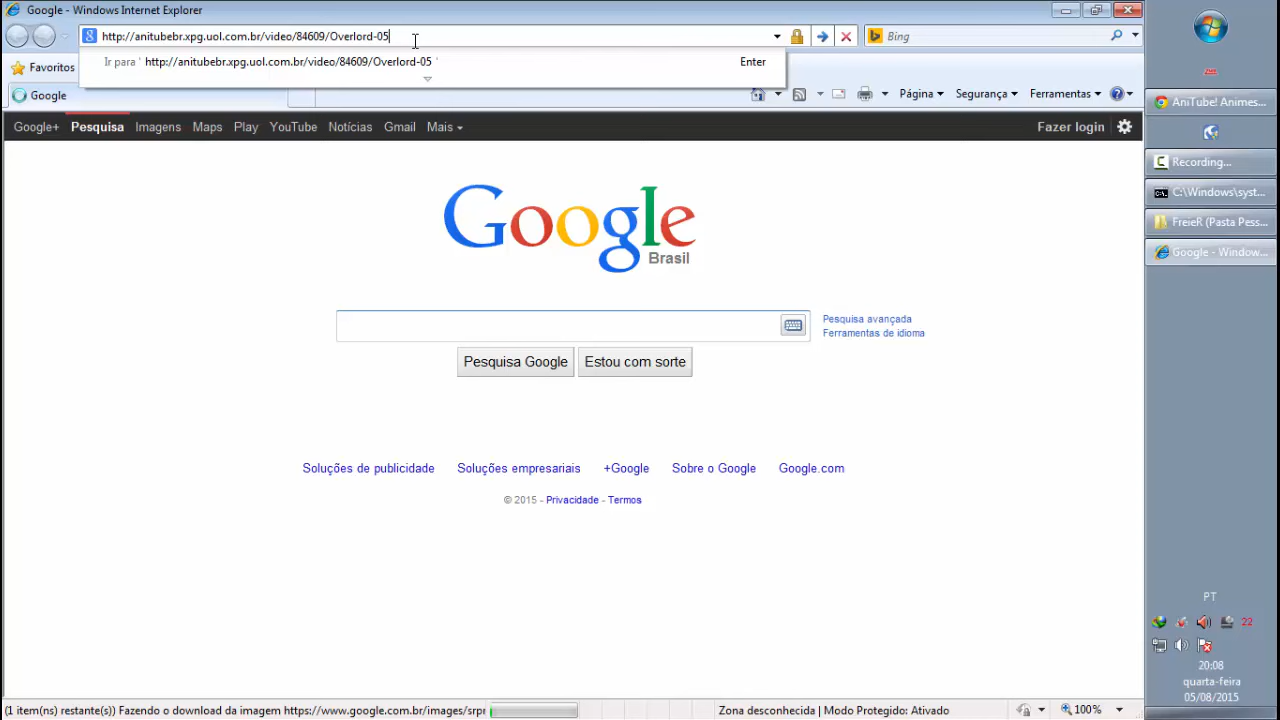 Google - Windows Internet Explorer
http://anitubebr.xpg.uol.com.br/video/84609/Overlord-05
Bing
Ir para ' http://anitubebr.xpg.uol.com.br/video/84609/Overlord-05 '
Enter
Favoritos
Google
Página
Segurança
Ferramentas
Google+
Pesquisa
Imagens
Maps
Play
YouTube
Notícias
Gmail
Mais
Fazer login
Google
Brasil
Pesquisa avançada
Ferramentas de idioma
Pesquisa Google
Estou com sorte
Soluções de publicidade
Soluções empresariais
+Google
Sobre o Google
Google.com
© 2015 - Privacidade - Termos
(1 item(ns) restante(s)) Fazendo o download da imagem https://www.google.com.br/images/srpr
Zona desconhecida | Modo Protegido: Ativado
100%
AniTube! Animes...
Recording...
C:\Windows\syst...
FreieR (Pasta Pess...
Google - Window...
PT
22
20:08
quarta-feira
05/08/2015